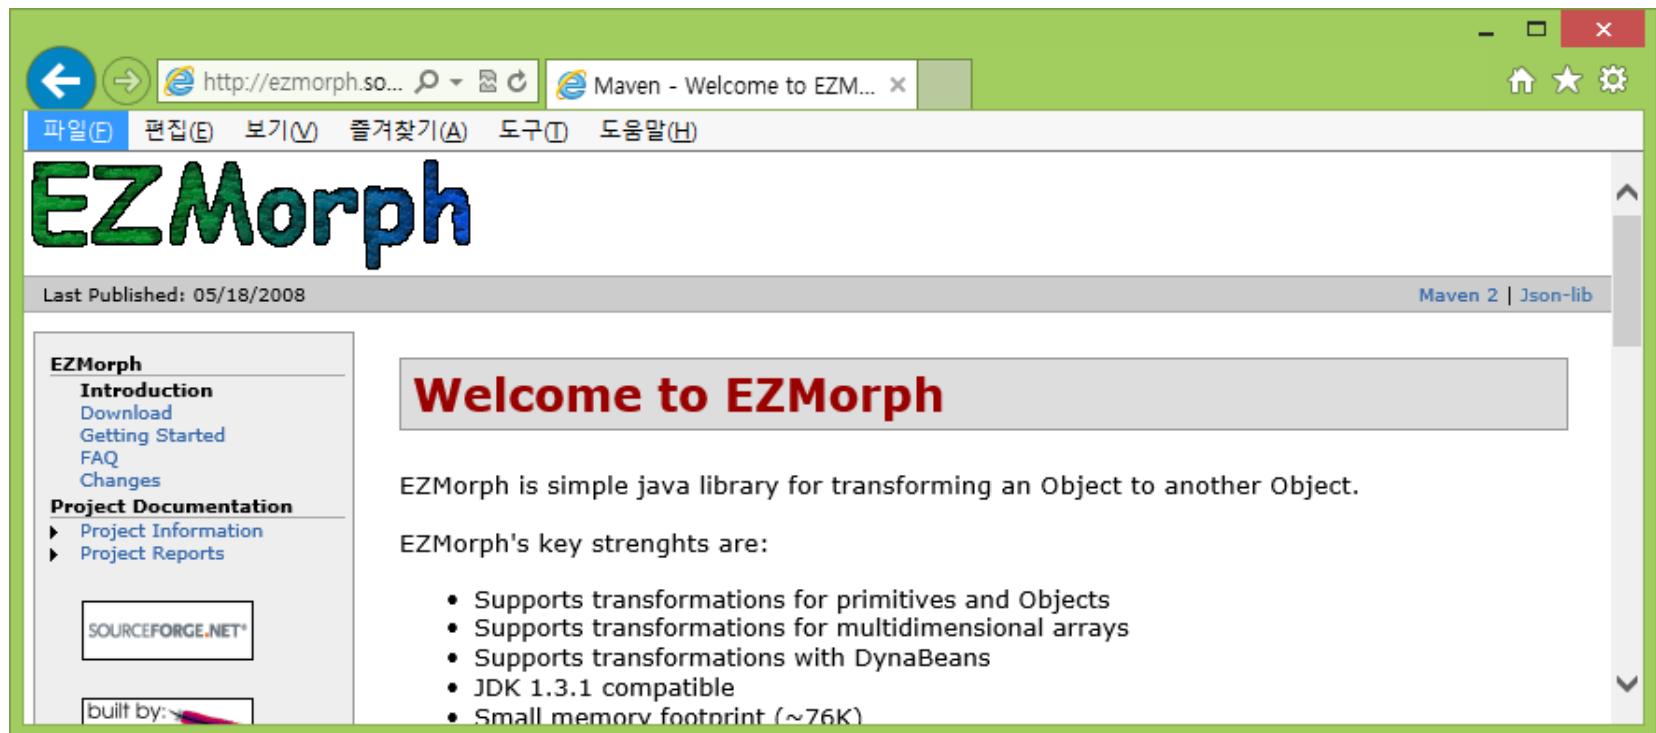 http://ezmorph.so...
Maven - Welcome to EZM...
파일(F) 편집(E) 보기(V) 즐겨찾기(A) 도구(T) 도움말(H)
EZMorph
Last Published: 05/18/2008
Maven 2 | Json-lib
EZMorph
Introduction
Download
Getting Started
FAQ
Changes
Project Documentation
Project Information
Project Reports
SOURCEFORGE.NET®
built by:
Welcome to EZMorph
EZMorph is simple java library for transforming an Object to another Object.
EZMorph's key strenghts are:
• Supports transformations for primitives and Objects
• Supports transformations for multidimensional arrays
• Supports transformations with DynaBeans
• JDK 1.3.1 compatible
• Small memory footprint (~76K)